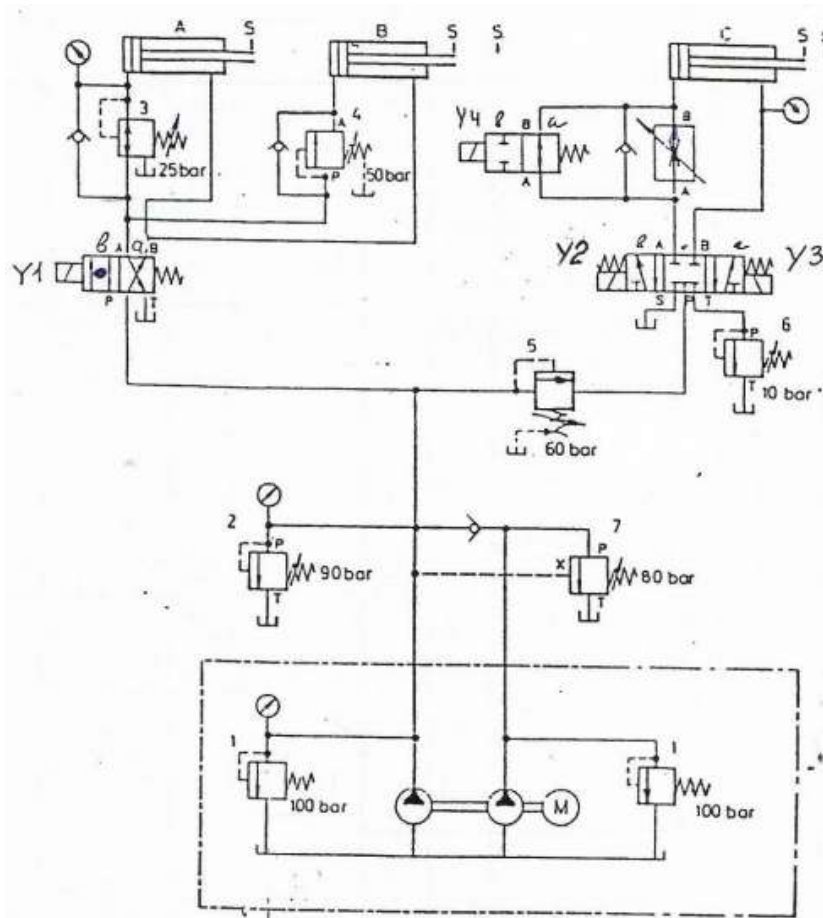 A S
B S S
C S S
3
25 bar
4
A
P
50 bar
Y4 в B a
A
B
A
Y1 в A a B
P T
Y2 в A B a Y3
S P T
6
P
T
10 bar
5
60 bar
2
P
T
90 bar
7
P
X
T
80 bar
1
100 bar
M
1
100 bar